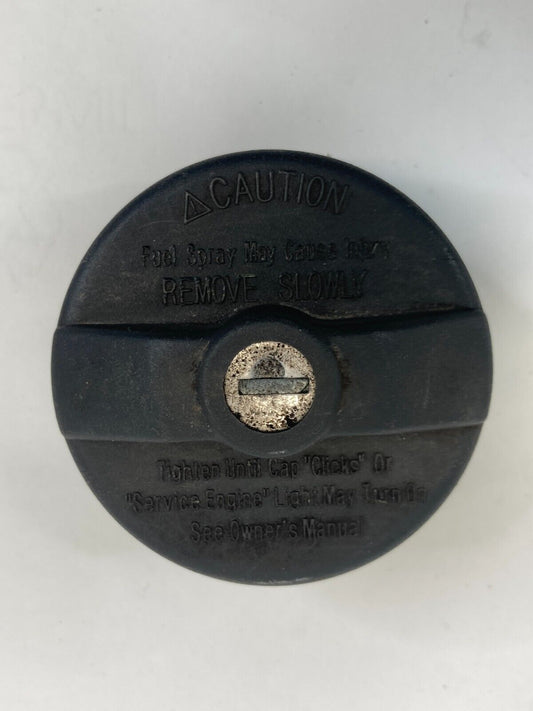 ⚠CAUTION
Fuel Spray May Cause Injury
REMOVE SLOWLY
Tighten Until Cap "Clicks" Or
"Service Engine" Light May Turn On
See Owner's Manual